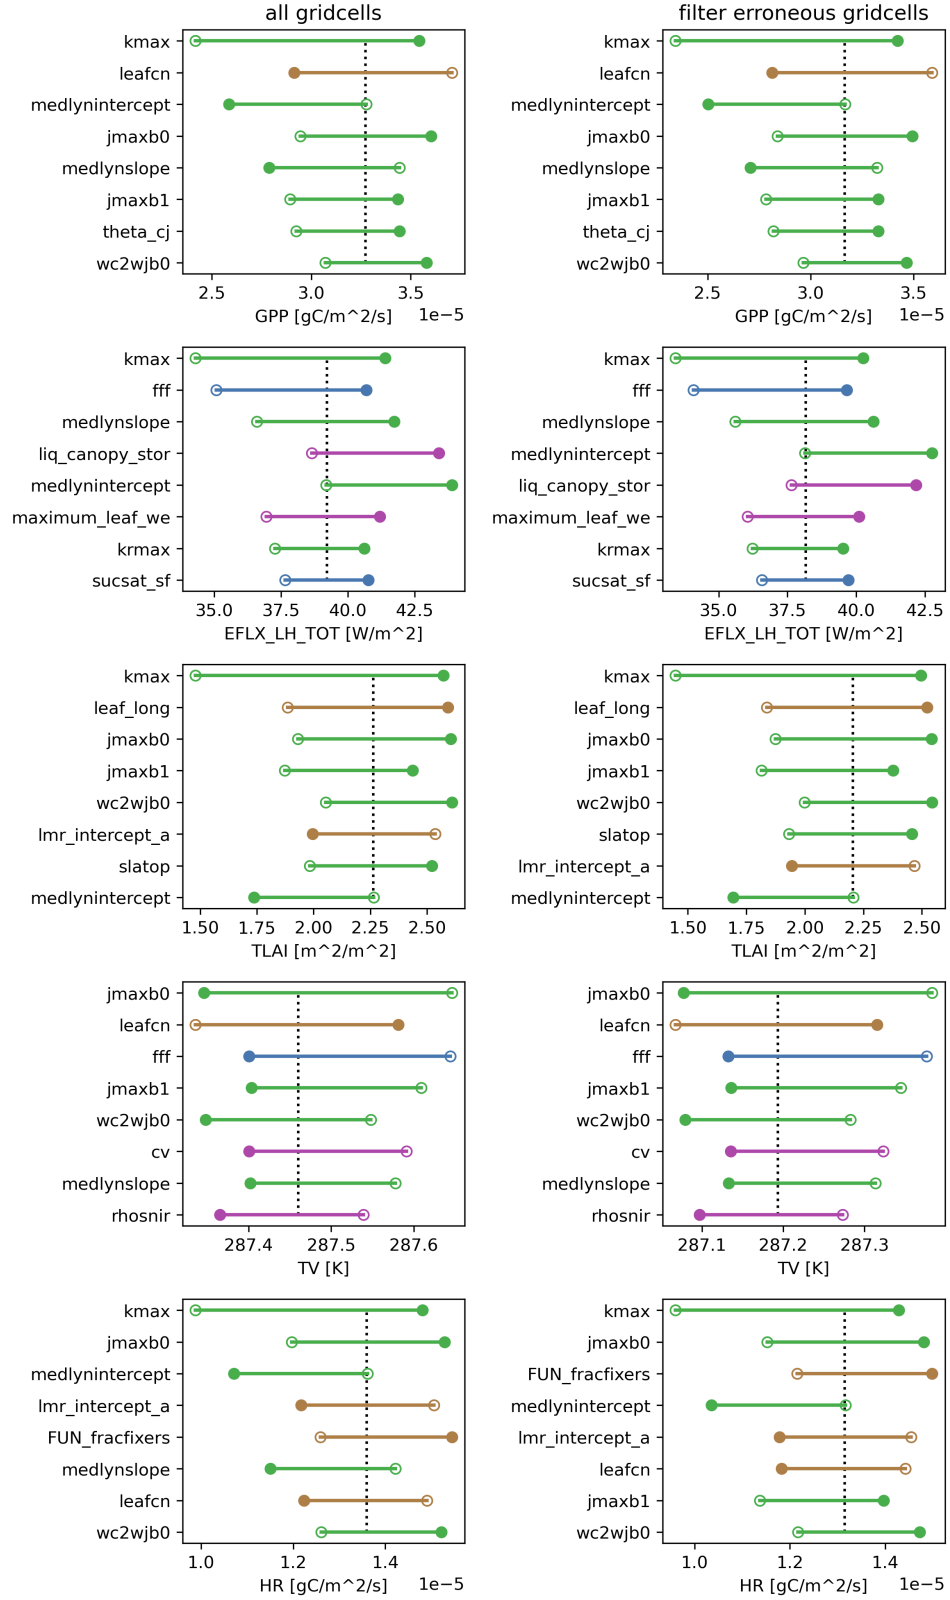 all gridcells
filter erroneous gridcells
kmax
leafcn
medlynintercept
jmaxb0
medlynslope
jmaxb1
theta_cj
wc2wjb0
2.5 3.0 3.5
GPP [gC/m^2/s] 1e−5
kmax
leafcn
medlynintercept
jmaxb0
medlynslope
jmaxb1
theta_cj
wc2wjb0
2.5 3.0 3.5
GPP [gC/m^2/s] 1e−5
kmax
fff
medlynslope
liq_canopy_stor
medlynintercept
maximum_leaf_we
krmax
sucsat_sf
35.0 37.5 40.0 42.5
EFLX_LH_TOT [W/m^2]
kmax
fff
medlynslope
medlynintercept
liq_canopy_stor
maximum_leaf_we
krmax
sucsat_sf
35.0 37.5 40.0 42.5
EFLX_LH_TOT [W/m^2]
kmax
leaf_long
jmaxb0
jmaxb1
wc2wjb0
lmr_intercept_a
slatop
medlynintercept
1.50 1.75 2.00 2.25 2.50
TLAI [m^2/m^2]
kmax
leaf_long
jmaxb0
jmaxb1
wc2wjb0
slatop
lmr_intercept_a
medlynintercept
1.50 1.75 2.00 2.25 2.50
TLAI [m^2/m^2]
jmaxb0
leafcn
fff
jmaxb1
wc2wjb0
cv
medlynslope
rhosnir
287.4 287.5 287.6
TV [K]
jmaxb0
leafcn
fff
jmaxb1
wc2wjb0
cv
medlynslope
rhosnir
287.1 287.2 287.3
TV [K]
kmax
jmaxb0
medlynintercept
lmr_intercept_a
FUN_fracfixers
medlynslope
leafcn
wc2wjb0
1.0 1.2 1.4
HR [gC/m^2/s] 1e−5
kmax
jmaxb0
FUN_fracfixers
medlynintercept
lmr_intercept_a
leafcn
jmaxb1
wc2wjb0
1.0 1.2 1.4
HR [gC/m^2/s] 1e−5